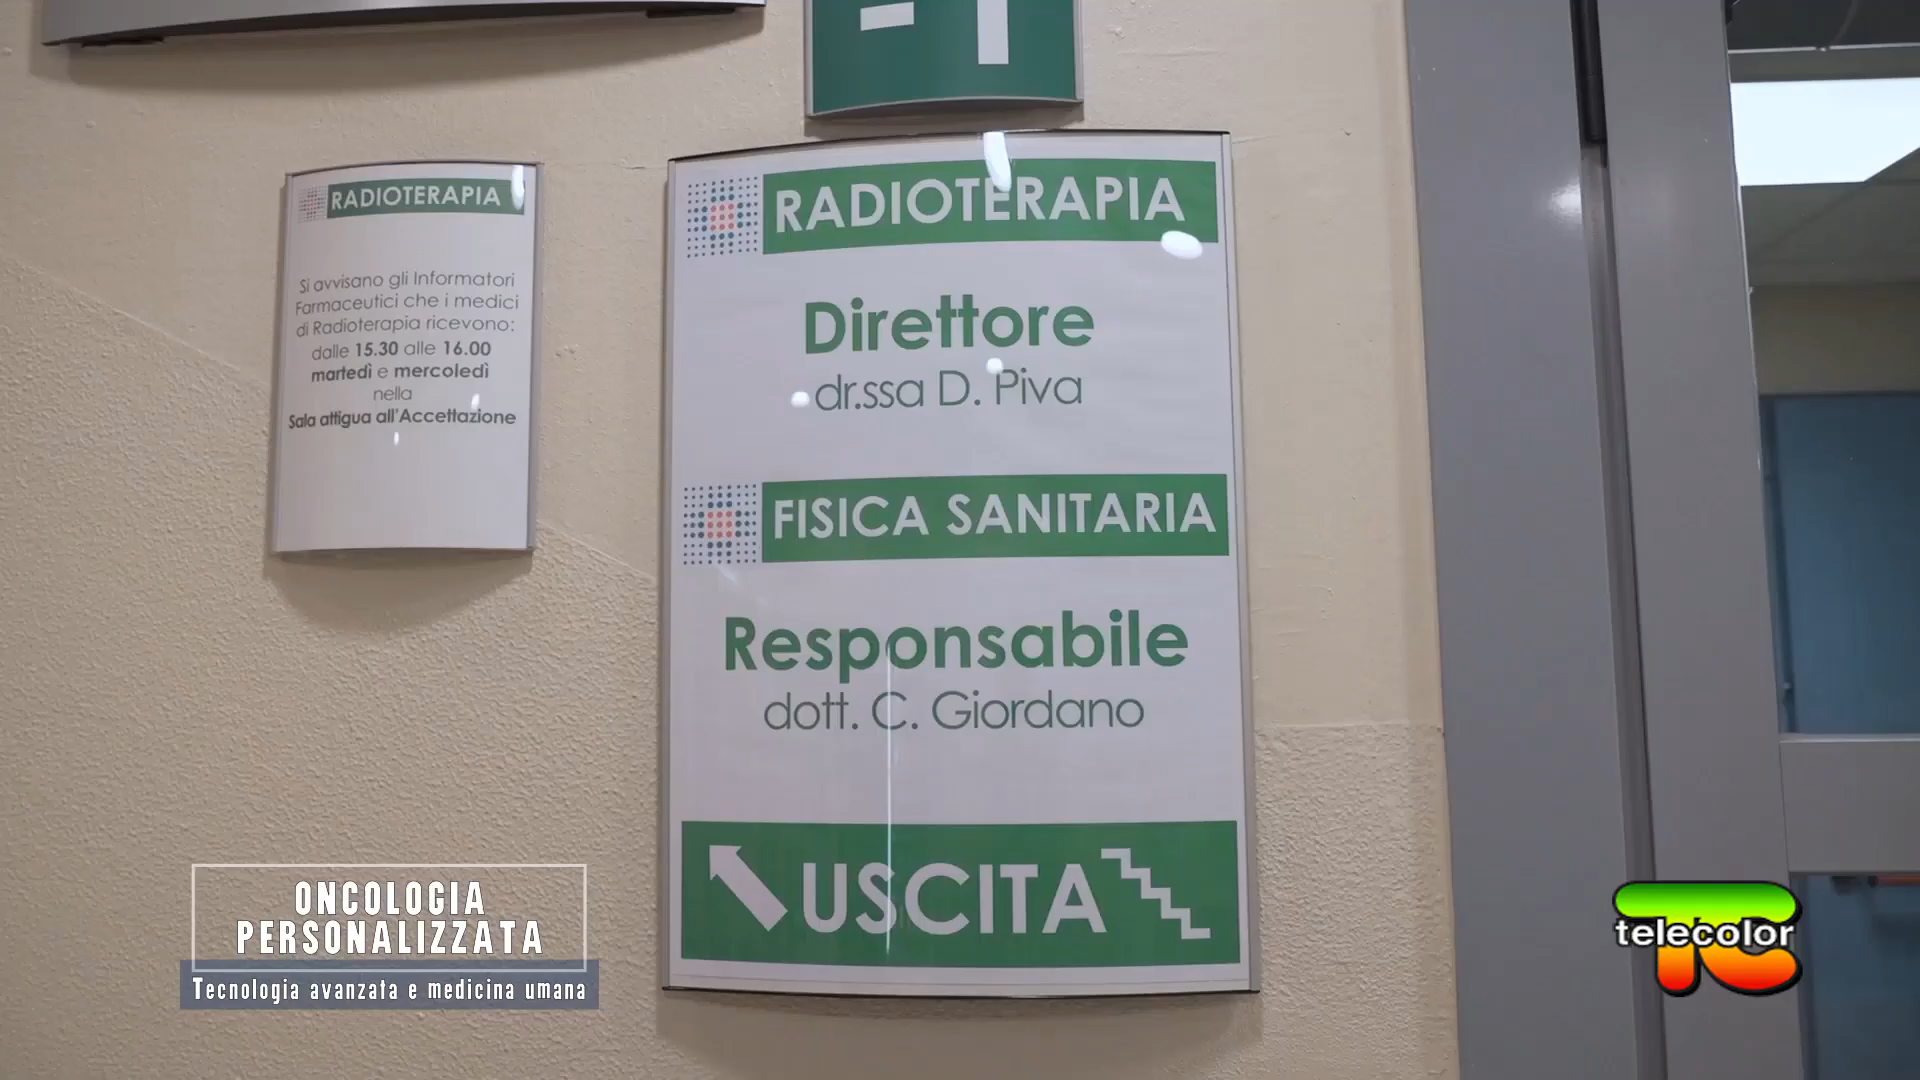 -1
RADIOTERAPIA
Si avvisano gli Informatori
Farmaceutici che i medici
di Radioterapia ricevono:
dalle 15.30 alle 16.00
martedì e mercoledì
nella
Sala attigua all'Accettazione
RADIOTERAPIA
Direttore
dr.ssa D. Piva
FISICA SANITARIA
Responsabile
dott. C. Giordano
USCITA
ONCOLOGIA
PERSONALIZZATA
Tecnologia avanzata e medicina umana
telecolor